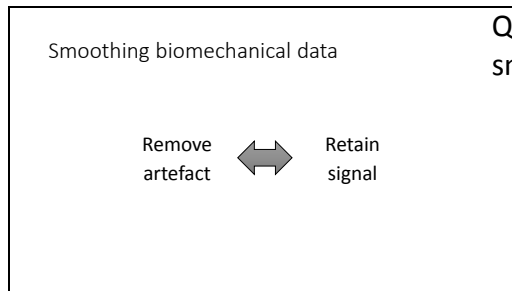 Smoothing biomechanical data
Remove
artefact
Retain
signal